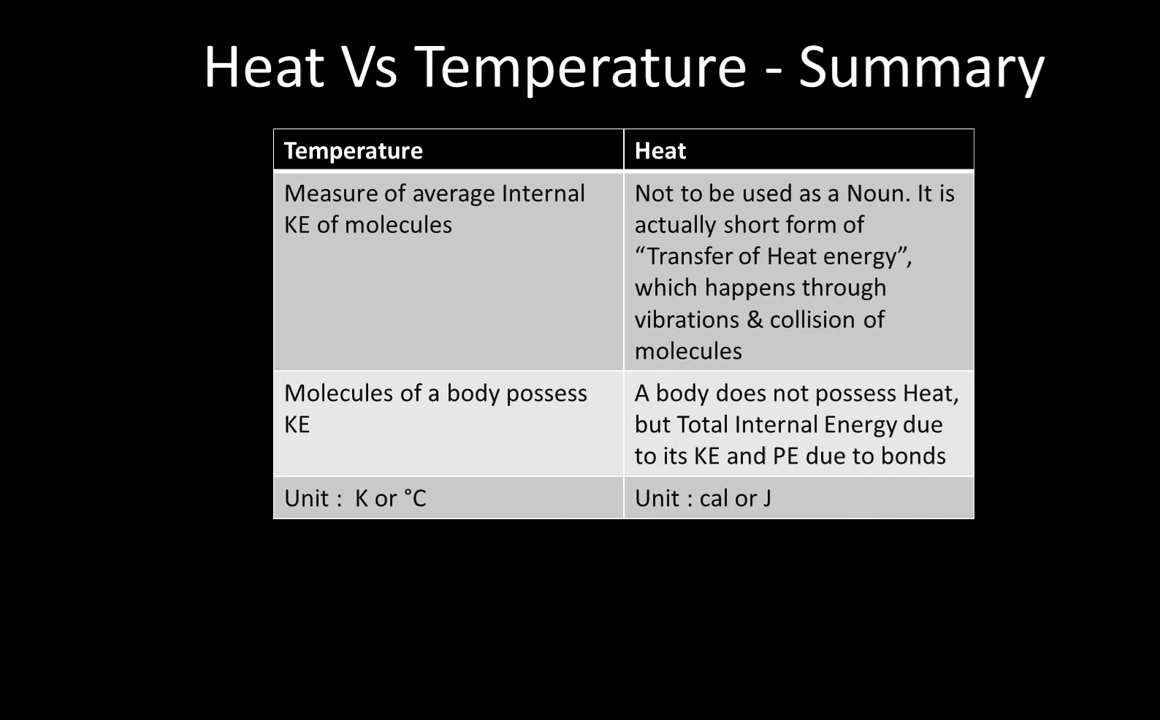 Heat Vs Temperature - Summary
Temperature
Heat
Measure of average Internal
KE of molecules
Not to be used as a Noun. It is
actually short form of
“Transfer of Heat energy”,
which happens through
vibrations & collision of
molecules
Molecules of a body possess
KE
A body does not possess Heat,
but Total Internal Energy due
to its KE and PE due to bonds
Unit :  K or °C
Unit : cal or J